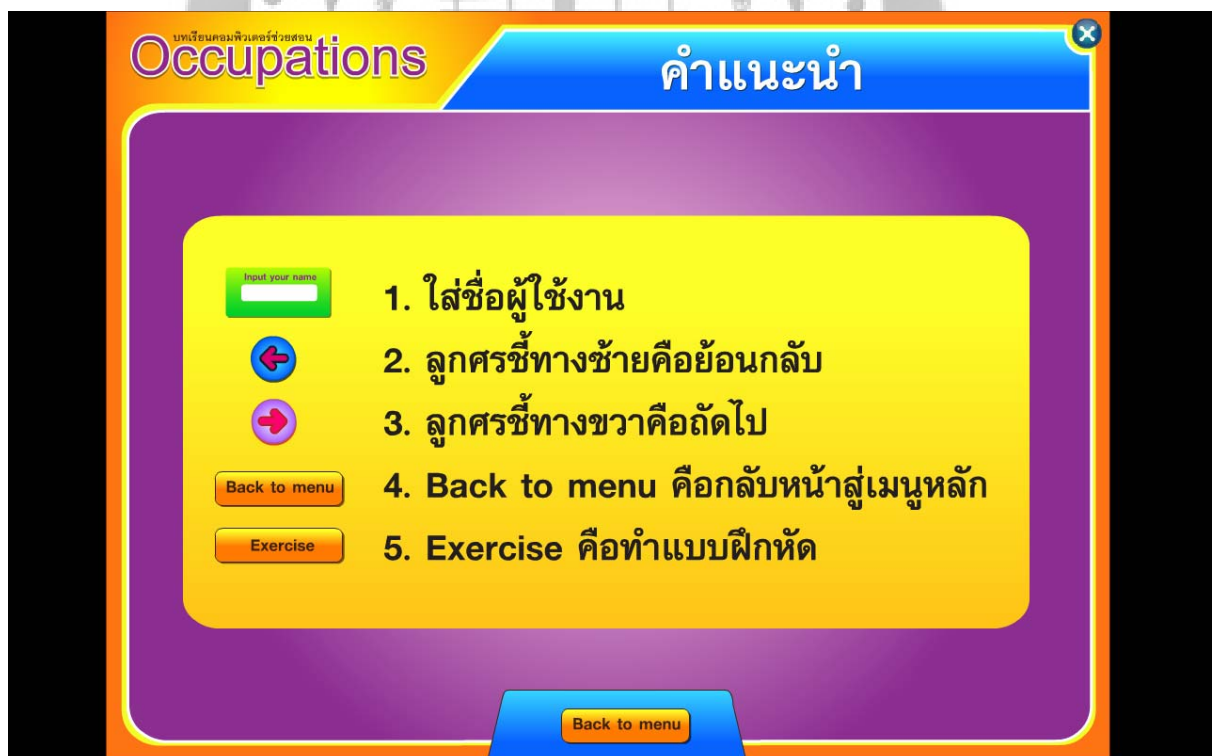 บทเรียนคอมพิวเตอร์ช่วยสอน
Occupations
คำแนะนำ
Input your name
1. ใส่ชื่อผู้ใช้งาน
2. ลูกศรชี้ทางซ้ายคือย้อนกลับ
3. ลูกศรชี้ทางขวาคือถัดไป
Back to menu
4. Back to menu คือกลับหน้าสู่เมนูหลัก
Exercise
5. Exercise คือทำแบบฝึกหัด
Back to menu